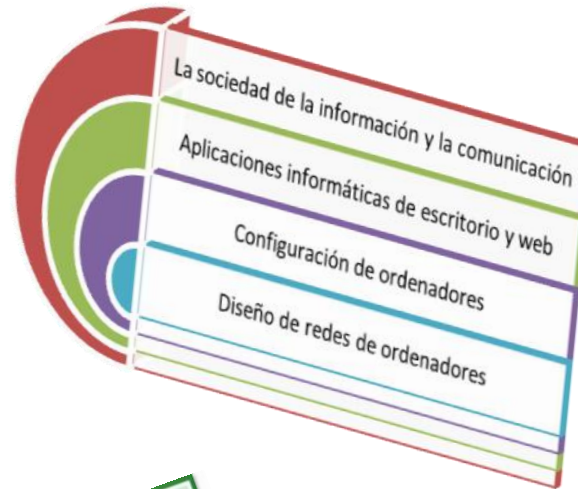 La sociedad de la información y la comunicación
Aplicaciones informáticas de escritorio y web
Configuración de ordenadores
Diseño de redes de ordenadores